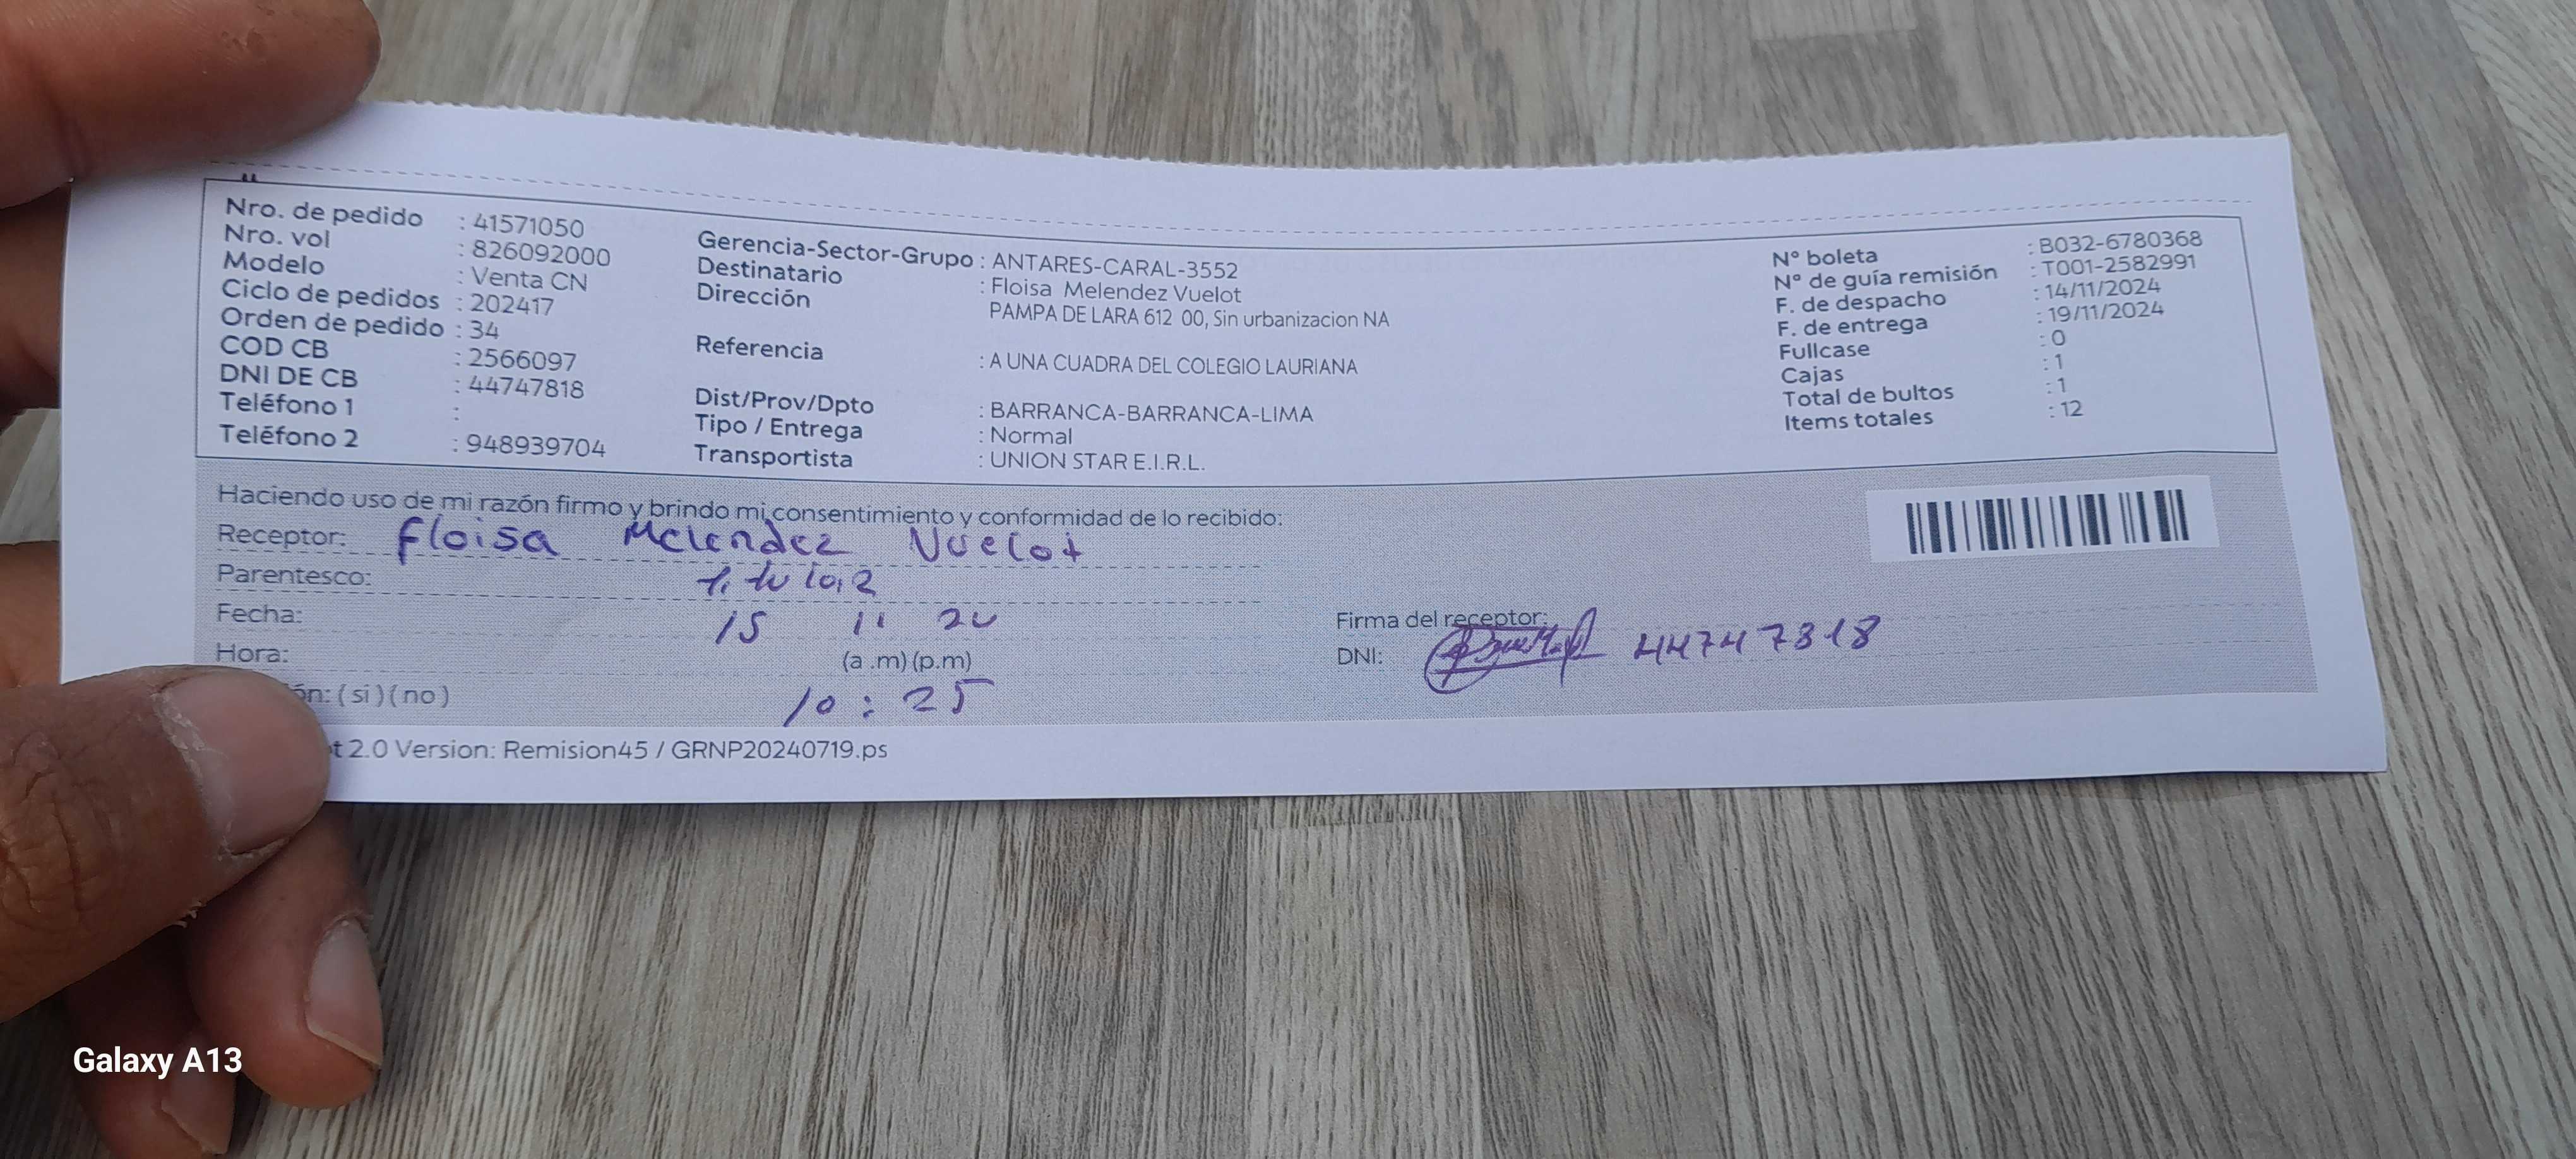 Nro. de pedido : 41571050
Nro. vol : 826092000
Modelo : Venta CN
Ciclo de pedidos : 202417
Orden de pedido : 34
COD CB : 2566097
DNI DE CB : 44747818
Teléfono 1 :
Teléfono 2 : 948939704
Gerencia-Sector-Grupo : ANTARES-CARAL-3552
Destinatario : Floisa Melendez Vuelot
Dirección PAMPA DE LARA 612 00, Sin urbanizacion NA
Referencia : A UNA CUADRA DEL COLEGIO LAURIANA
Dist/Prov/Dpto : BARRANCA-BARRANCA-LIMA
Tipo / Entrega : Normal
Transportista : UNION STAR E.I.R.L.
N° boleta : B032-6780368
N° de guía remisión : T001-2582991
F. de despacho : 14/11/2024
F. de entrega : 19/11/2024
Fullcase : 0
Cajas : 1
Total de bultos : 1
Items totales : 12
Haciendo uso de mi razón firmo y brindo mi consentimiento y conformidad de lo recibido:
Receptor: Floisa Melendez Vuelot
Parentesco: Titular
Fecha: 15 11 24
Hora: (a .m) (p.m)
10 : 25
ón: ( si ) ( no )
Firma del receptor:
DNI: 44747818
t 2.0 Version: Remision45 / GRNP20240719.ps
Galaxy A13